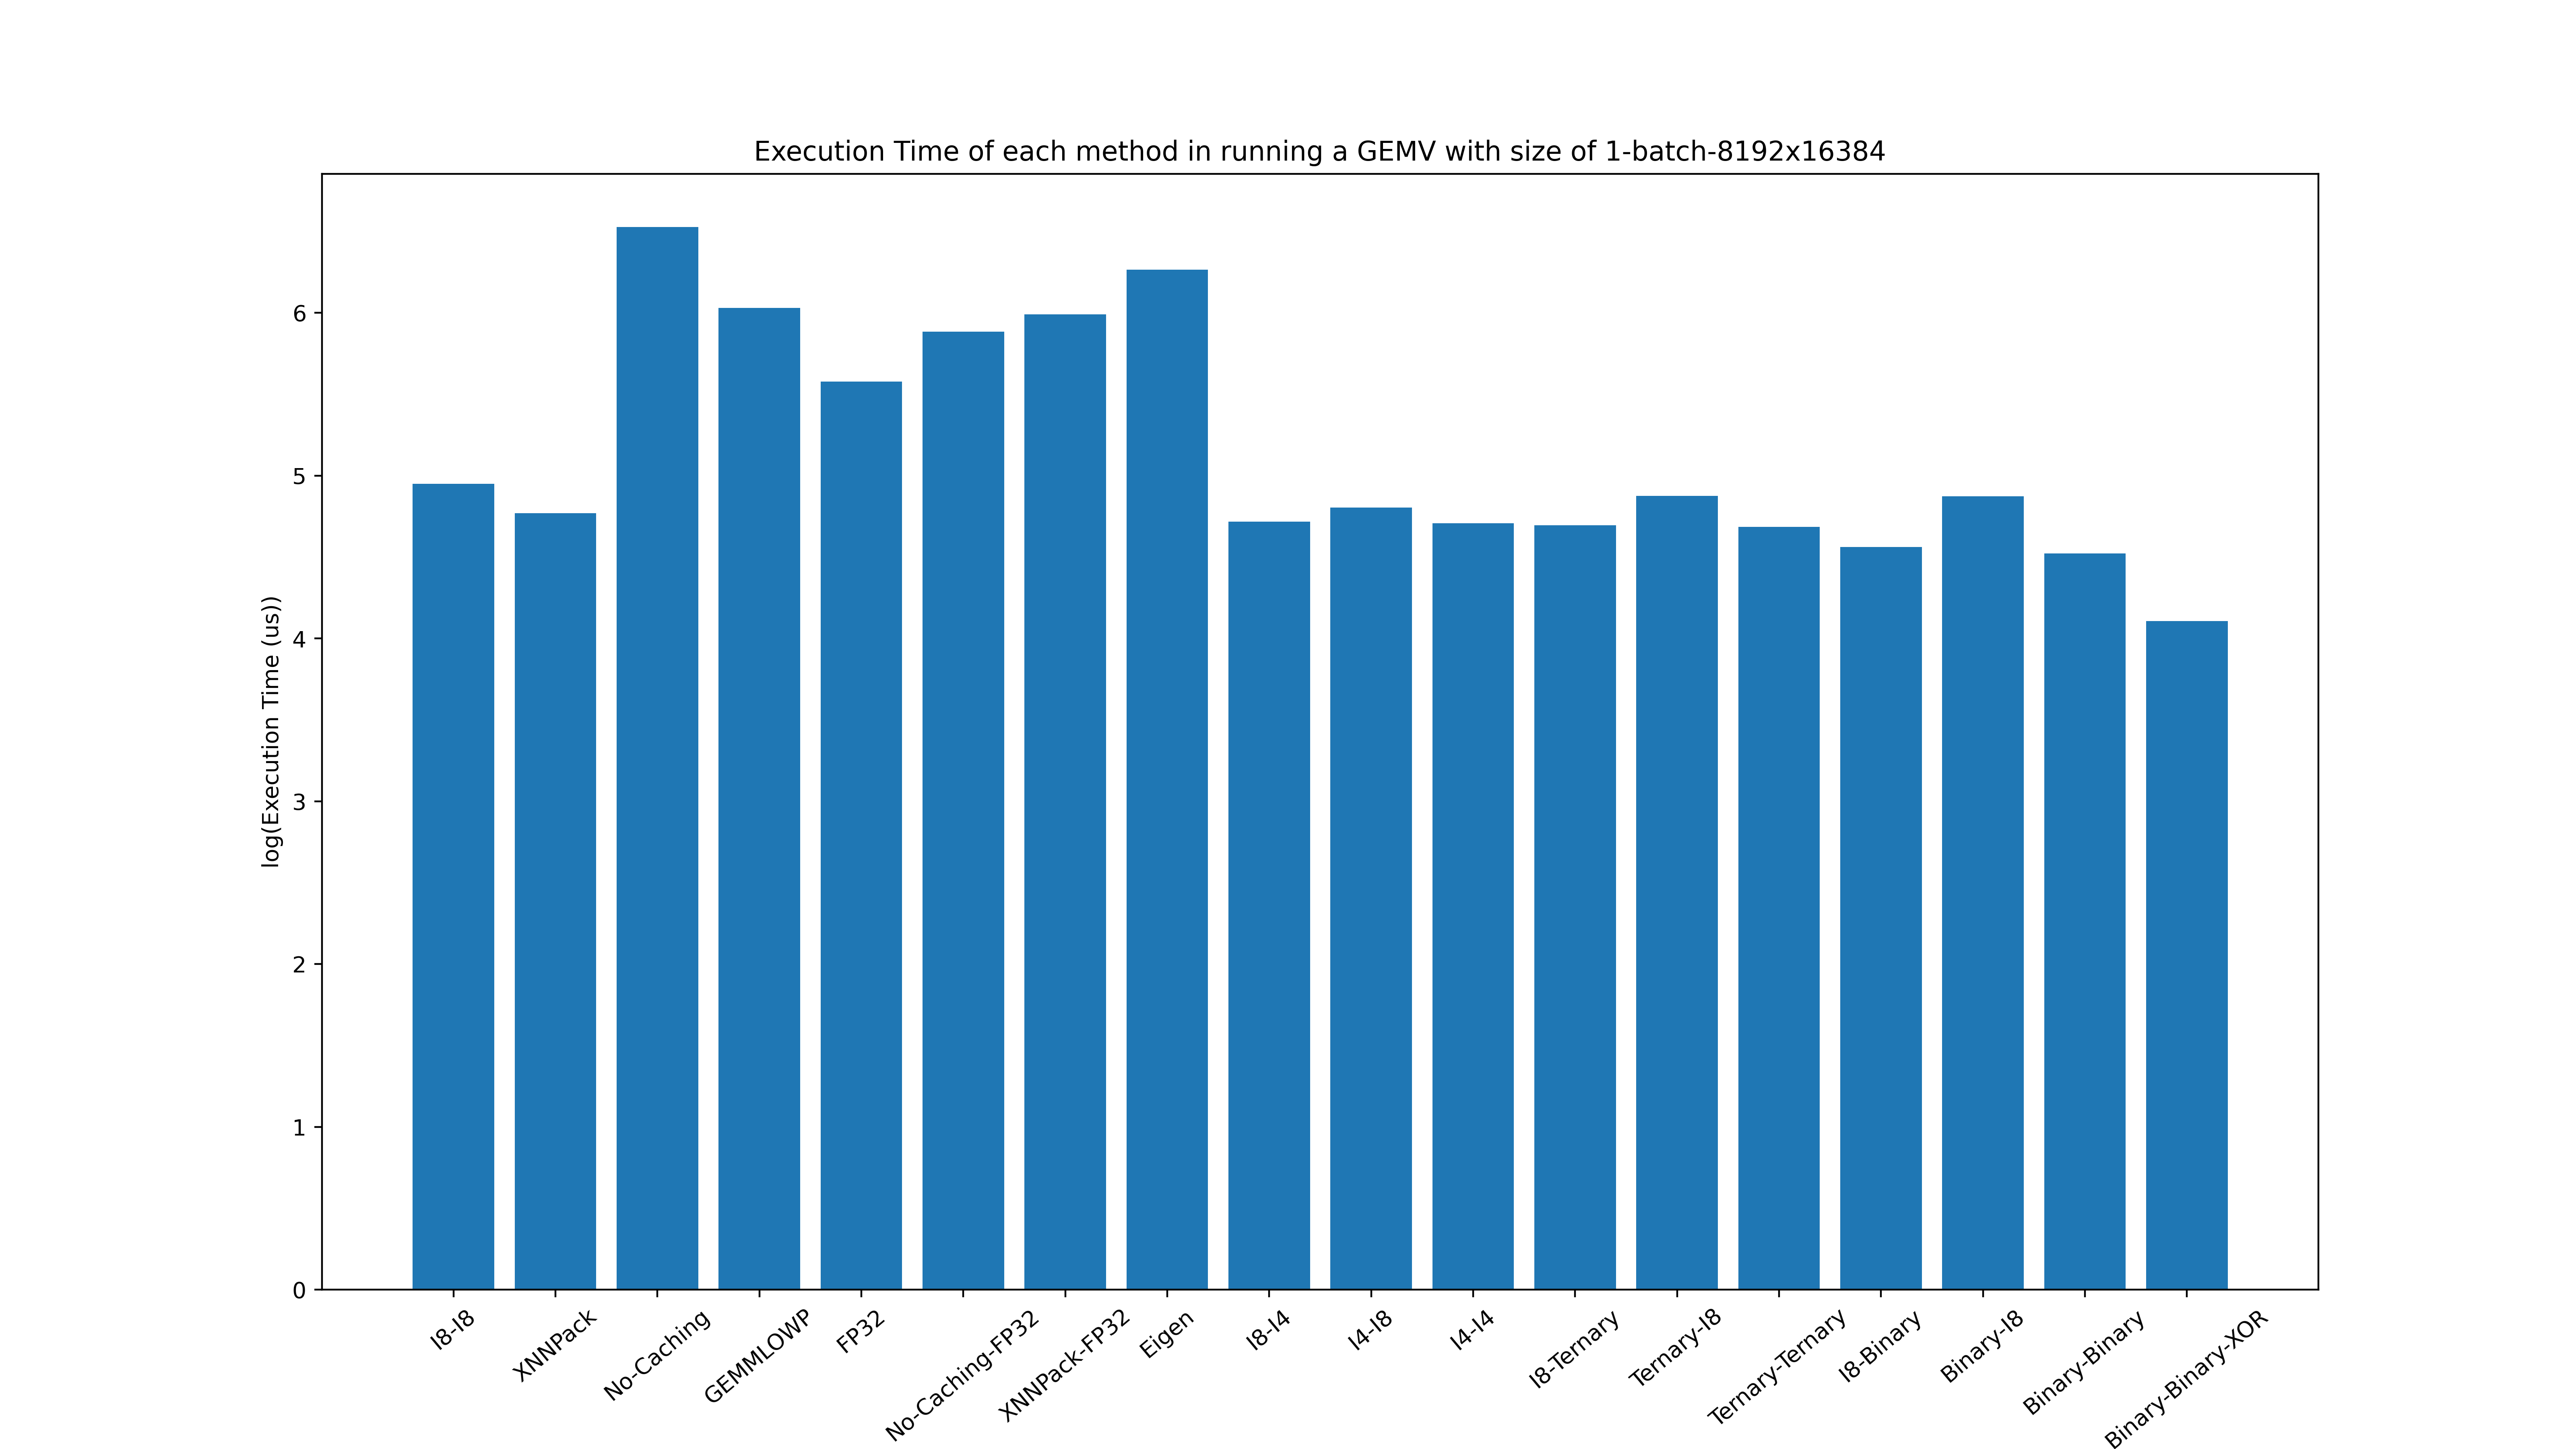 Execution Time of each method in running a GEMV with size of 1-batch-8192x16384
log(Execution Time (us))
6
5
4
3
2
1
0
I8-I8
XNNPack
No-Caching
GEMMLOWP
FP32
No-Caching-FP32
XNNPack-FP32
Eigen
I8-I4
I4-I8
I4-I4
I8-Ternary
Ternary-I8
Ternary-Ternary
I8-Binary
Binary-I8
Binary-Binary
Binary-Binary-XOR